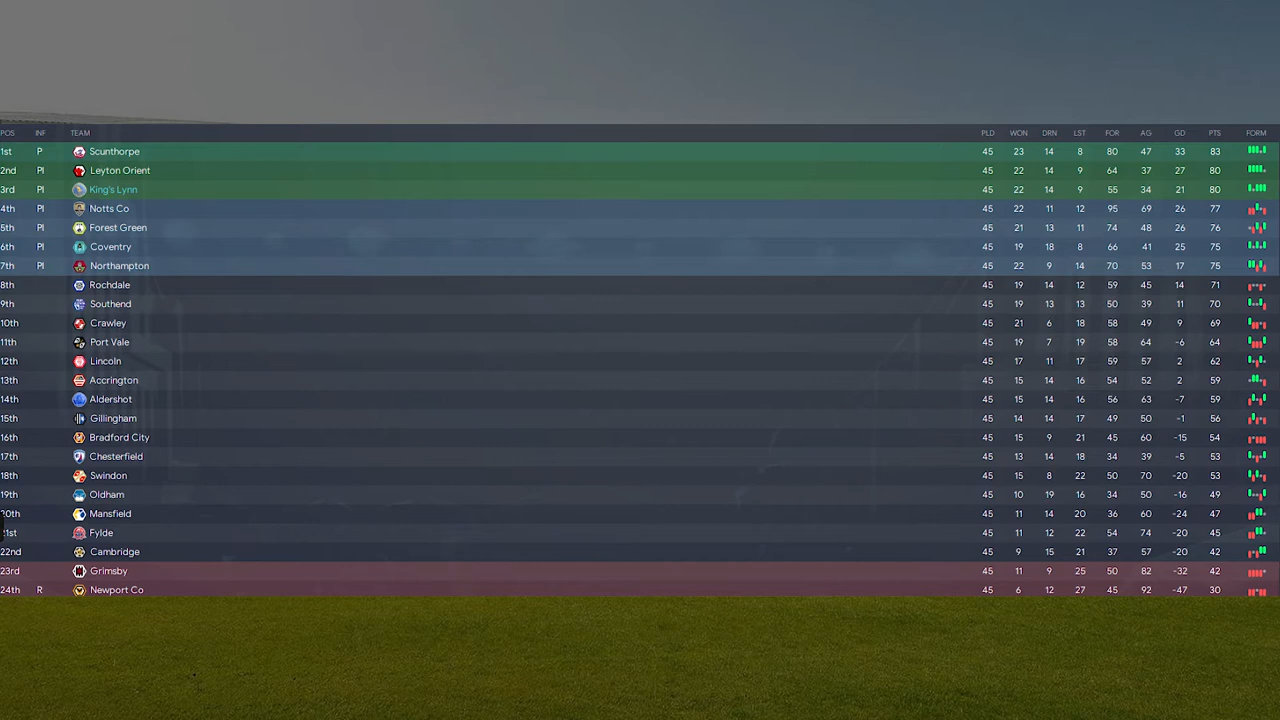 POS INF TEAM PLD WON DRN LST FOR AG GD PTS FORM
1st P Scunthorpe 45 23 14 8 80 47 33 83
2nd PI Leyton Orient 45 22 14 9 64 37 27 80
3rd PI King's Lynn 45 22 14 9 55 34 21 80
4th PI Notts Co 45 22 11 12 95 69 26 77
5th PI Forest Green 45 21 13 11 74 48 26 76
6th PI Coventry 45 19 18 8 66 41 25 75
7th PI Northampton 45 22 9 14 70 53 17 75
8th Rochdale 45 19 14 12 59 45 14 71
9th Southend 45 19 13 13 50 39 11 70
10th Crawley 45 21 6 18 58 49 9 69
11th Port Vale 45 19 7 19 58 64 -6 64
12th Lincoln 45 17 11 17 59 57 2 62
13th Accrington 45 15 14 16 54 52 2 59
14th Aldershot 45 15 14 16 56 63 -7 59
15th Gillingham 45 14 14 17 49 50 -1 56
16th Bradford City 45 15 9 21 45 60 -15 54
17th Chesterfield 45 13 14 18 34 39 -5 53
18th Swindon 45 15 8 22 50 70 -20 53
19th Oldham 45 10 19 16 34 50 -16 49
20th Mansfield 45 11 14 20 36 60 -24 47
1st Fylde 45 11 12 22 54 74 -20 45
22nd Cambridge 45 9 15 21 37 57 -20 42
23rd Grimsby 45 11 9 25 50 82 -32 42
24th R Newport Co 45 6 12 27 45 92 -47 30